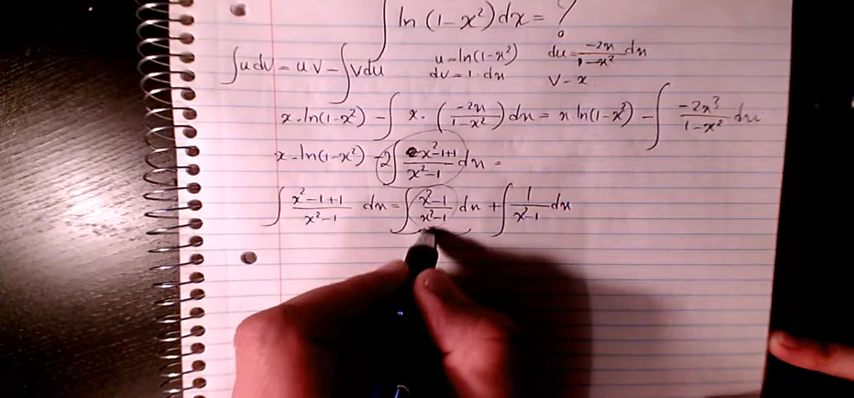 ∫ ln (1-x²) dx = ?
∫u dv = u.v - ∫v du u = ln(1-x²) du = -2x/1-x² dx
dv = 1.dx v = x
x.ln(1-x²) - ∫ x.(-2x/1-x²) dx = x ln(1-x²) - ∫ -2x²/1-x² dx
x.ln(1-x²) - 2∫ x²-1+1/x²-1 dx =
∫ x²-1+1/x²-1 dx = ∫ x²-1/x²-1 dx + ∫ 1/x²-1 dx